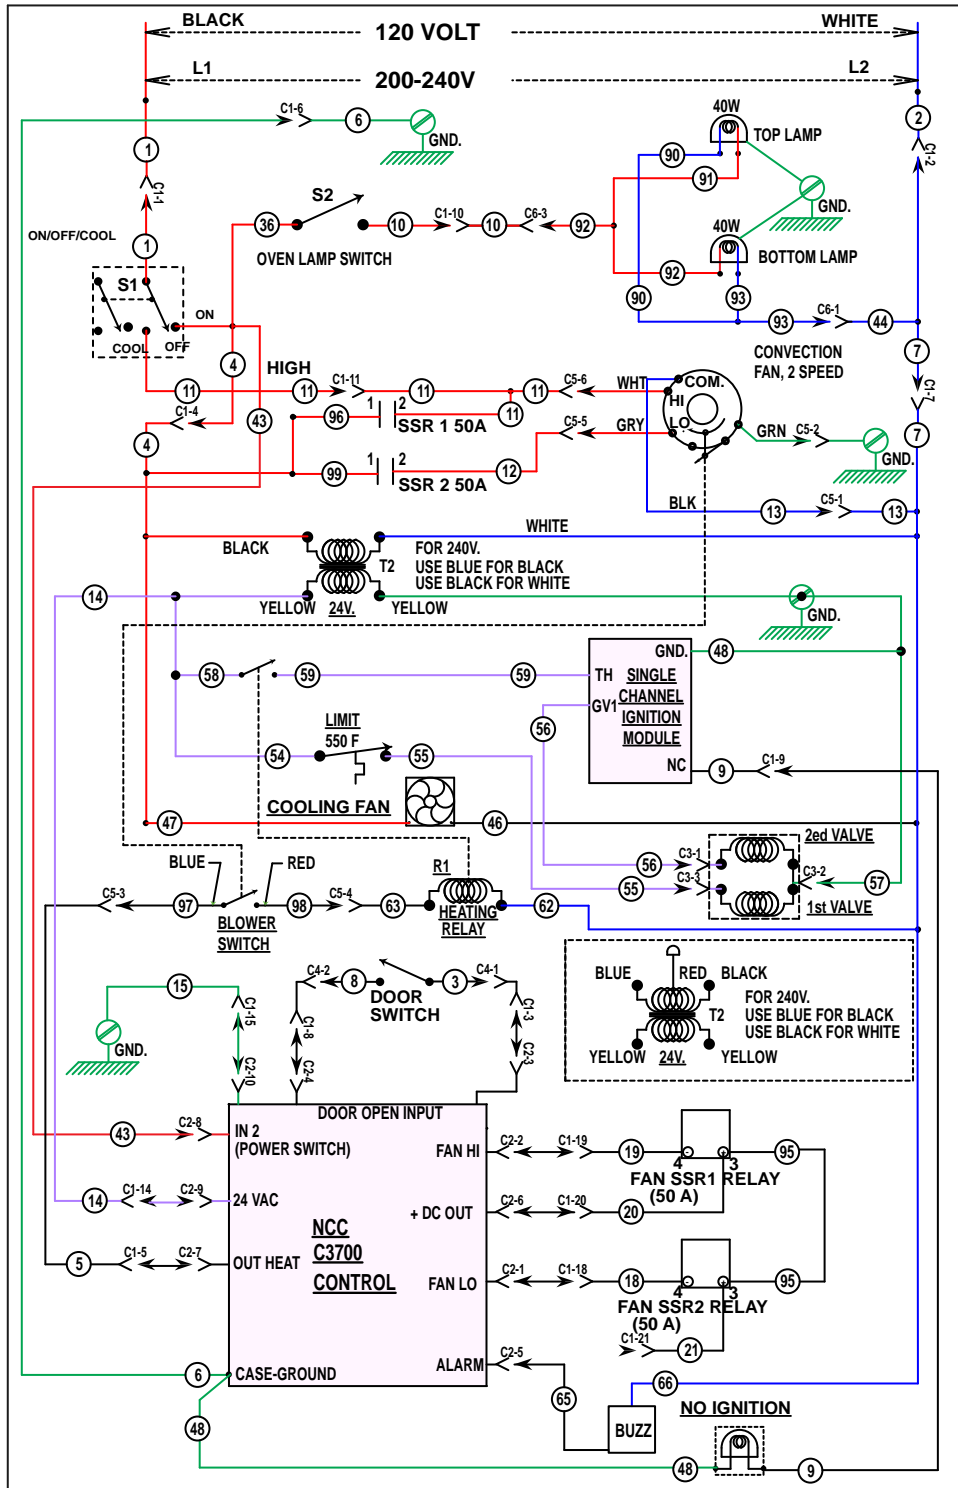 BLACK
120 VOLT
WHITE
L1
200-240V
L2
C1-6
6
GND.
40W
TOP LAMP
2
C1-2
1
C1-1
90
91
S2
GND.
36
10
C1-10
10
C6-3
92
40W
ON/OFF/COOL
1
OVEN LAMP SWITCH
BOTTOM LAMP
92
S1
90
93
ON
93
C6-1
44
COOL
OFF
CONVECTION
FAN, 2 SPEED
4
7
HIGH
C1-11
C5-6
WHT
COM.
HI
LO
C1-7
11
11
11
11
C1-4
43
96
1
2
11
SSR 1 50A
C5-5
GRY
GRN
C5-2
7
4
GND.
99
1
2
12
SSR 2 50A
BLK
13
C5-1
13
WHITE
BLACK
T2
FOR 240V.
USE BLUE FOR BLACK
USE BLACK FOR WHITE
14
YELLOW
24V.
YELLOW
GND.
GND.
48
58
59
59
TH
SINGLE
CHANNEL
IGNITION
MODULE
GV1
56
LIMIT
550 F
54
55
NC
9
C1-9
COOLING FAN
47
46
2ed VALVE
C3-1
56
C3-3
55
C3-2
57
1st VALVE
BLUE
RED
R1
C5-3
97
98
C5-4
63
62
BLOWER
SWITCH
HEATING
RELAY
C4-2
8
3
C4-1
DOOR
SWITCH
BLUE
RED
BLACK
T2
FOR 240V.
USE BLUE FOR BLACK
USE BLACK FOR WHITE
YELLOW
24V.
YELLOW
15
C1-15
C1-8
C1-3
GND.
C2-10
C2-4
C2-3
DOOR OPEN INPUT
43
C2-8
IN 2
(POWER SWITCH)
FAN HI
C2-2
C1-19
19
4
3
95
FAN SSR1 RELAY
(50 A)
14
C1-14
C2-9
24 VAC
+ DC OUT
C2-6
C1-20
20
NCC
C3700
CONTROL
5
C1-5
C2-7
OUT HEAT
FAN LO
C2-1
C1-18
18
4
3
95
FAN SSR2 RELAY
(50 A)
C1-21
21
6
CASE-GROUND
ALARM
C2-5
65
66
48
BUZZ
NO IGNITION
48
9